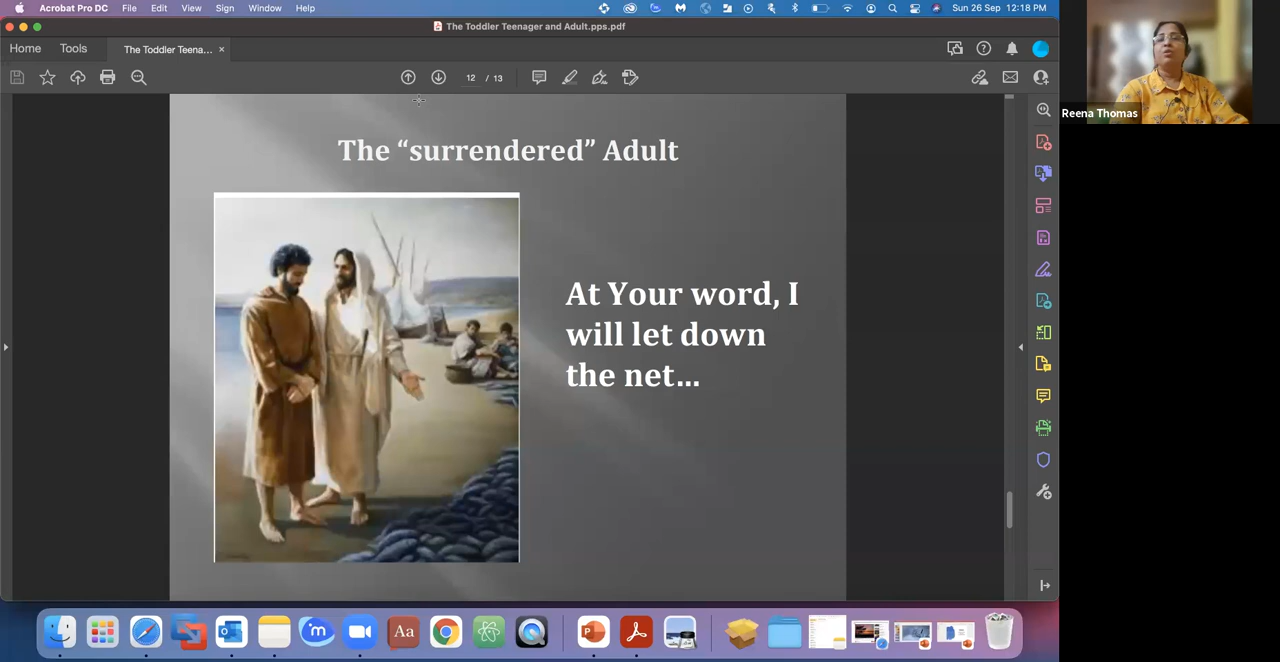 Acrobat Pro DC File Edit View Sign Window Help Sun 26 Sep 12:18 PM
The Toddler Teenager and Adult.pps.pdf
Home Tools The Toddler Teena... ×
12 / 13
Reena Thomas
The “surrendered” Adult
At Your word, I
will let down
the net...
Aa